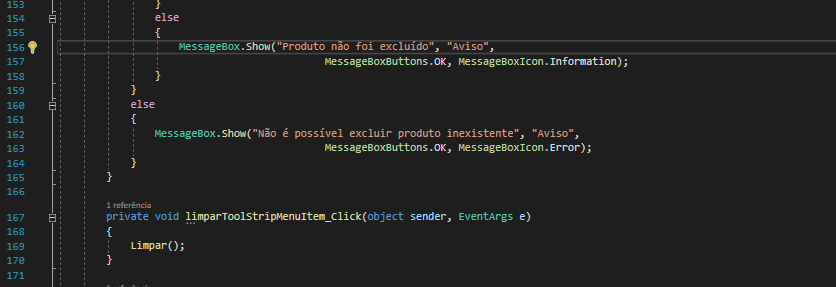 153 }
154 else
155 {
156 MessageBox.Show("Produto não foi excluído", "Aviso",
157 MessageBoxButtons.OK, MessageBoxIcon.Information);
158 }
159 }
160 else
161 {
162 MessageBox.Show("Não é possível excluir produto inexistente", "Aviso",
163 MessageBoxButtons.OK, MessageBoxIcon.Error);
164 }
165 }
166
1 referência
167 private void limparToolStripMenuItem_Click(object sender, EventArgs e)
168 {
169 Limpar();
170 }
171